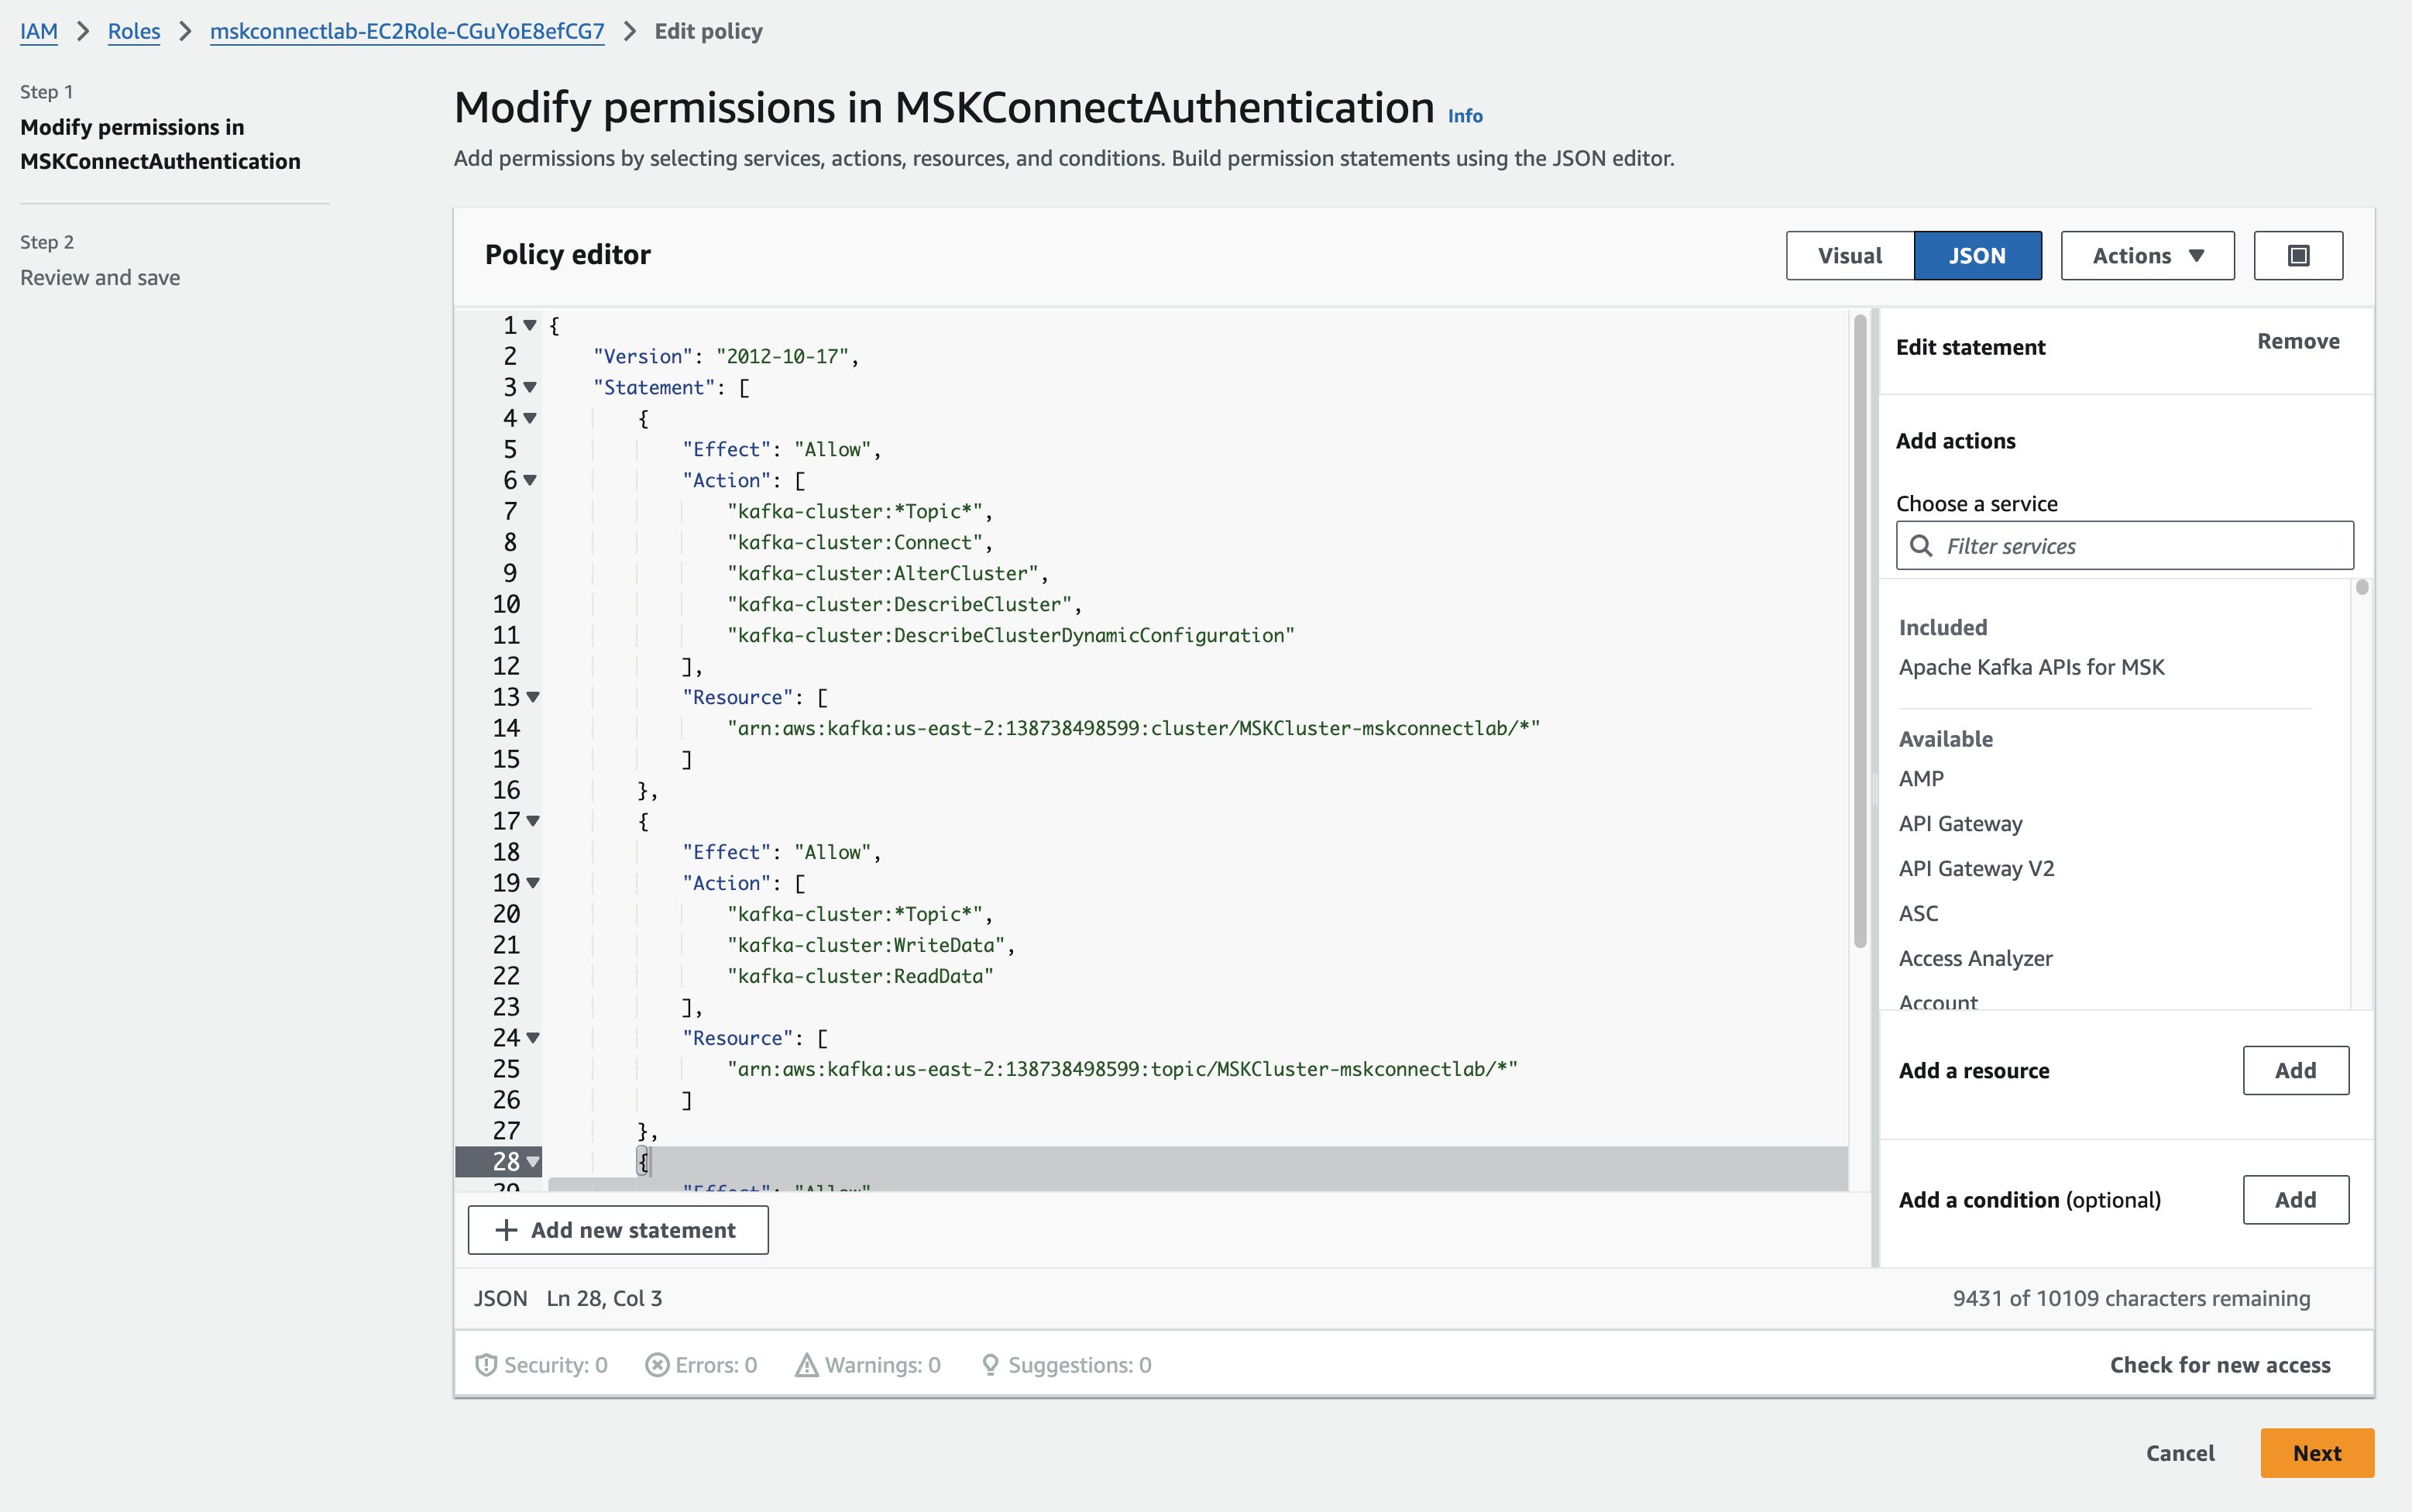 IAM > Roles > mskconnectlab-EC2Role-CGuYoE8efCG7 > Edit policy
Step 1
Modify permissions in
MSKConnectAuthentication
Step 2
Review and save
Modify permissions in MSKConnectAuthentication Info
Add permissions by selecting services, actions, resources, and conditions. Build permission statements using the JSON editor.
Policy editor
Visual
JSON
Actions
1 {
2 "Version": "2012-10-17",
3 "Statement": [
4 {
5 "Effect": "Allow",
6 "Action": [
7 "kafka-cluster:*Topic*",
8 "kafka-cluster:Connect",
9 "kafka-cluster:AlterCluster",
10 "kafka-cluster:DescribeCluster",
11 "kafka-cluster:DescribeClusterDynamicConfiguration"
12 ],
13 "Resource": [
14 "arn:aws:kafka:us-east-2:138738498599:cluster/MSKCluster-mskconnectlab/*"
15 ]
16 },
17 {
18 "Effect": "Allow",
19 "Action": [
20 "kafka-cluster:*Topic*",
21 "kafka-cluster:WriteData",
22 "kafka-cluster:ReadData"
23 ],
24 "Resource": [
25 "arn:aws:kafka:us-east-2:138738498599:topic/MSKCluster-mskconnectlab/*"
26 ]
27 },
28 {
29 "Effect": "Allow"
+ Add new statement
JSON Ln 28, Col 3
9431 of 10109 characters remaining
Security: 0
Errors: 0
Warnings: 0
Suggestions: 0
Check for new access
Edit statement
Remove
Add actions
Choose a service
Filter services
Included
Apache Kafka APIs for MSK
Available
AMP
API Gateway
API Gateway V2
ASC
Access Analyzer
Account
Add a resource
Add
Add a condition (optional)
Add
Cancel
Next